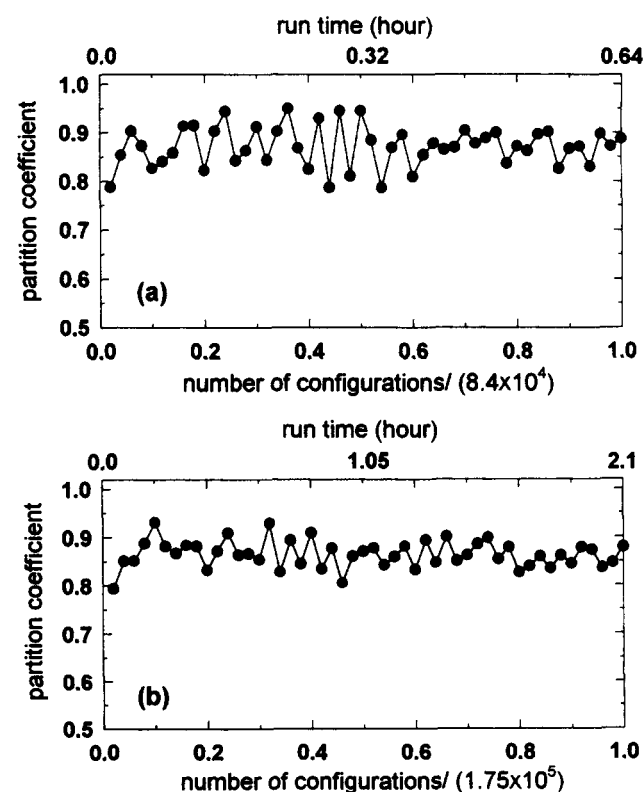 run time (hour)
0.0 0.32 0.64
1.0
0.9
0.8
0.7
0.6
0.5
partition coefficient
(a)
0.0 0.2 0.4 0.6 0.8 1.0
number of configurations/ (8.4x10⁴)
run time (hour)
0.0 1.05 2.1
1.0
0.9
0.8
0.7
0.6
0.5
partition coefficient
(b)
0.0 0.2 0.4 0.6 0.8 1.0
number of configurations/ (1.75x10⁵)